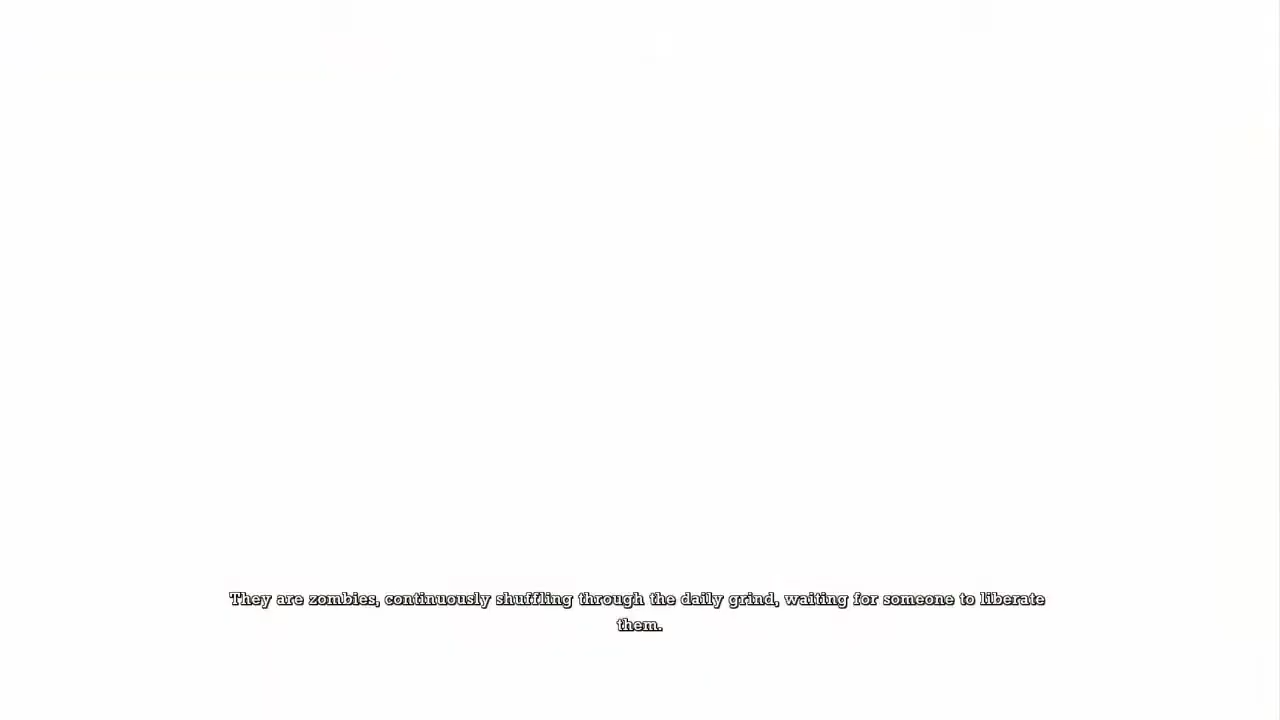 They are zombies, continuously shuffling through the daily grind, waiting for someone to liberate
them.